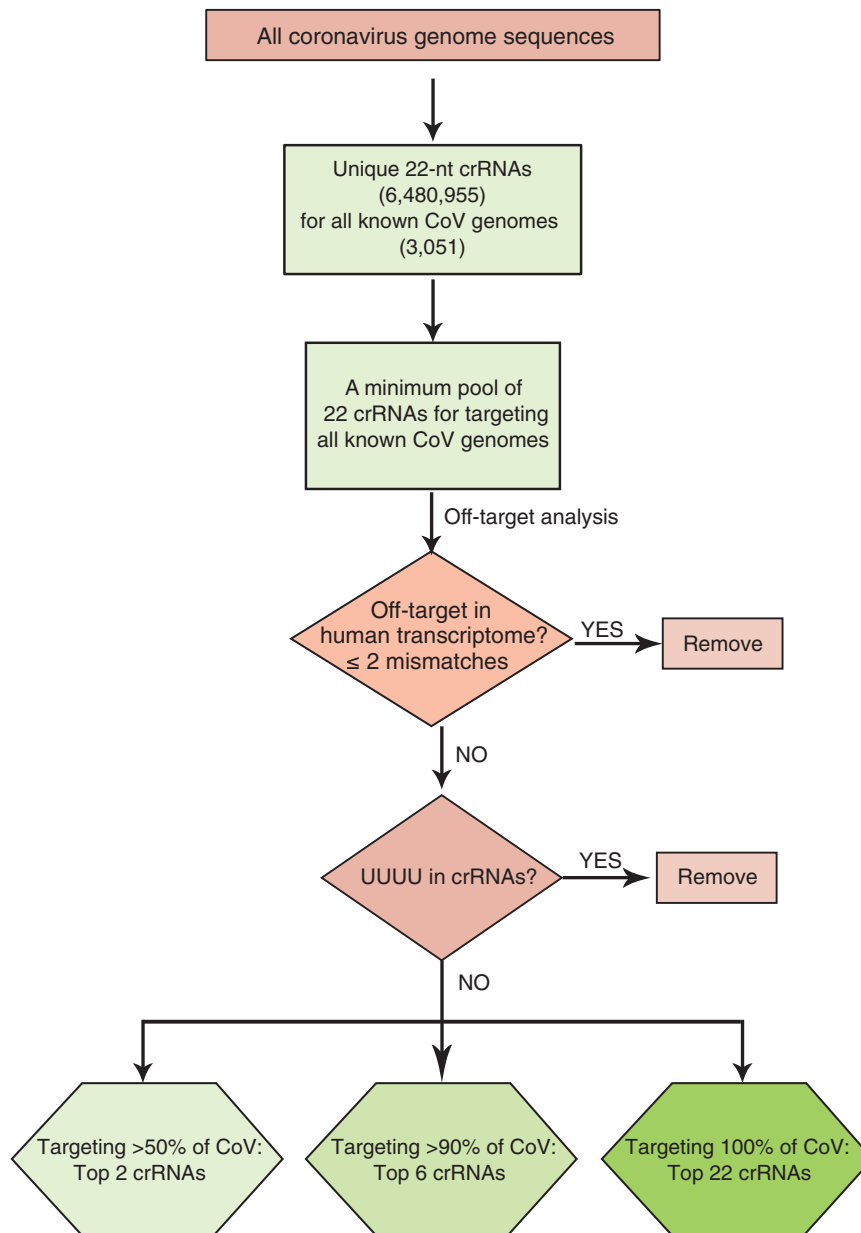 All coronavirus genome sequences
Unique 22-nt crRNAs
(6,480,955)
for all known CoV genomes
(3,051)
A minimum pool of
22 crRNAs for targeting
all known CoV genomes
Off-target analysis
Off-target in
human transcriptome?
≤ 2 mismatches
YES
Remove
NO
UUUU in crRNAs?
YES
Remove
NO
Targeting >50% of CoV:
Top 2 crRNAs
Targeting >90% of CoV:
Top 6 crRNAs
Targeting 100% of CoV:
Top 22 crRNAs